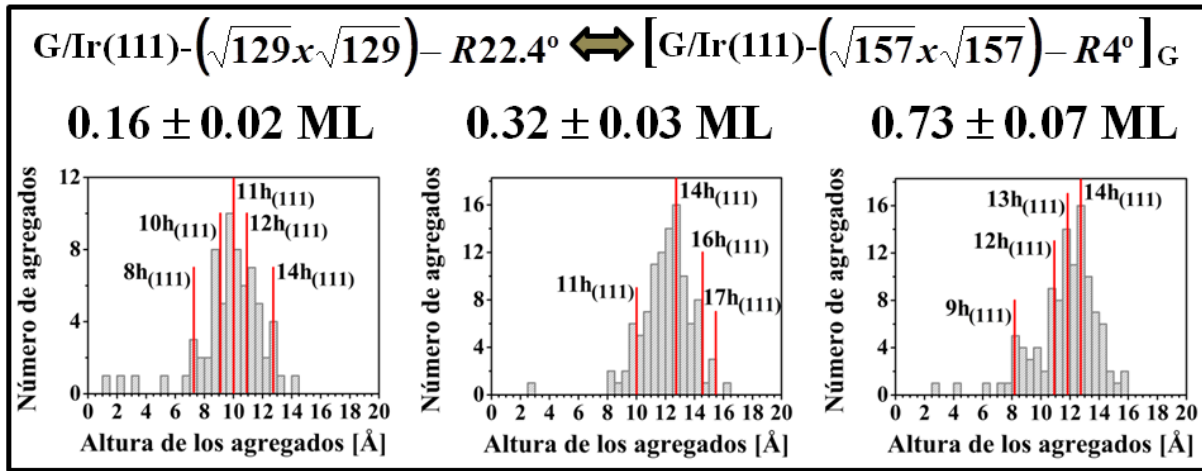 G/Ir(111)-(√129x√129)– R22.4º ⟺ [G/Ir(111)-(√157x√157)– R4º]G
0.16 ± 0.02 ML
0.32 ± 0.03 ML
0.73 ± 0.07 ML
Número de agregados
12
8
4
0
8h(111)
10h(111)
11h(111)
12h(111)
14h(111)
0 2 4 6 8 10 12 14 16 18 20
Altura de los agregados [Å]
Número de agregados
16
12
8
4
0
11h(111)
14h(111)
16h(111)
17h(111)
0 2 4 6 8 10 12 14 16 18 20
Altura de los agregados [Å]
Número de agregados
16
12
8
4
0
9h(111)
12h(111)
13h(111)
14h(111)
0 2 4 6 8 10 12 14 16 18 20
Altura de los agregados [Å]